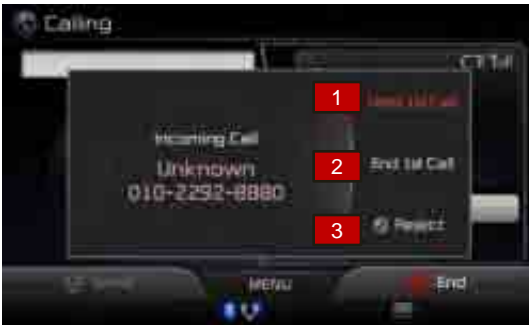 Calling
1
Incoming Call
Unknown
2 End 1st Call
010-2292-8880
3 Reject
MENU
End